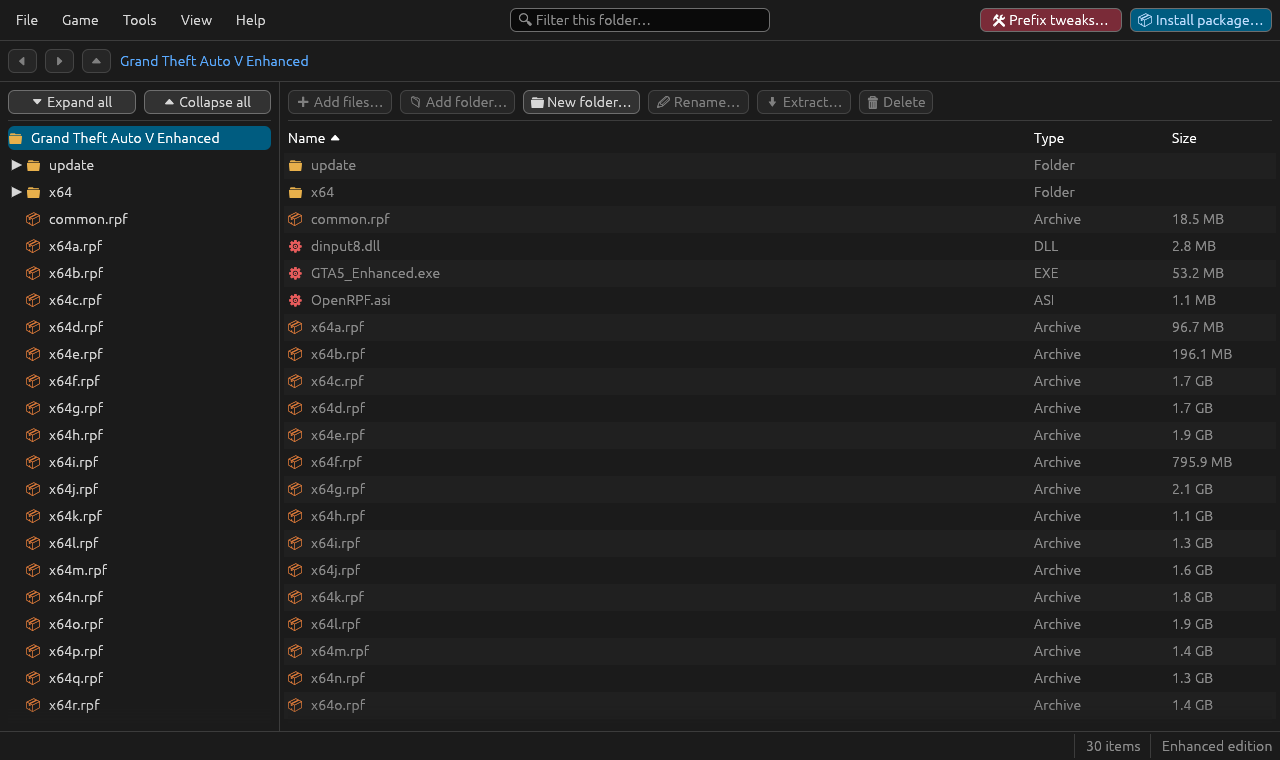 File Game Tools View Help Filter this folder... Prefix tweaks... Install package...
Grand Theft Auto V Enhanced
Expand all Collapse all Add files... Add folder... New folder... Rename... Extract... Delete
Grand Theft Auto V Enhanced
update
x64
common.rpf
x64a.rpf
x64b.rpf
x64c.rpf
x64d.rpf
x64e.rpf
x64f.rpf
x64g.rpf
x64h.rpf
x64i.rpf
x64j.rpf
x64k.rpf
x64l.rpf
x64m.rpf
x64n.rpf
x64o.rpf
x64p.rpf
x64q.rpf
x64r.rpf
Name Type Size
update Folder
x64 Folder
common.rpf Archive 18.5 MB
dinput8.dll DLL 2.8 MB
GTA5_Enhanced.exe EXE 53.2 MB
OpenRPF.asi ASI 1.1 MB
x64a.rpf Archive 96.7 MB
x64b.rpf Archive 196.1 MB
x64c.rpf Archive 1.7 GB
x64d.rpf Archive 1.7 GB
x64e.rpf Archive 1.9 GB
x64f.rpf Archive 795.9 MB
x64g.rpf Archive 2.1 GB
x64h.rpf Archive 1.1 GB
x64i.rpf Archive 1.3 GB
x64j.rpf Archive 1.6 GB
x64k.rpf Archive 1.8 GB
x64l.rpf Archive 1.9 GB
x64m.rpf Archive 1.4 GB
x64n.rpf Archive 1.3 GB
x64o.rpf Archive 1.4 GB
30 items Enhanced edition